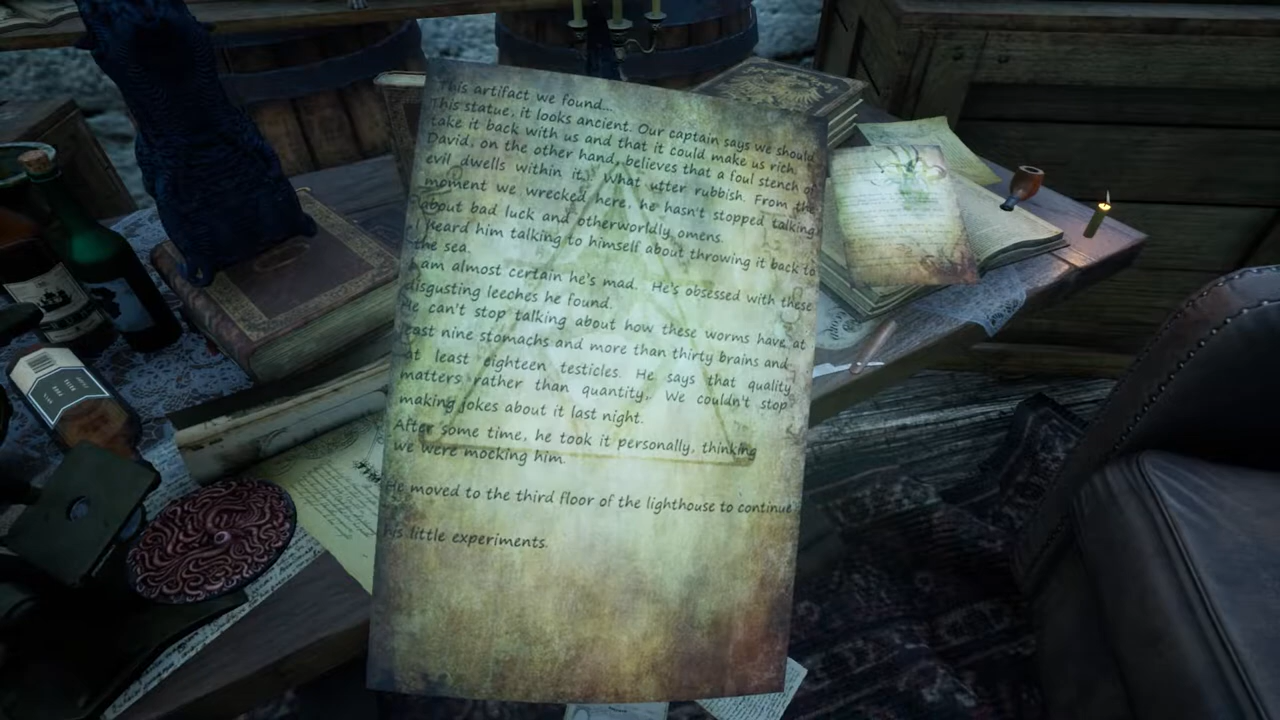 This artifact we found...
This statue, it looks ancient. Our captain says we should
take it back with us and that it could make us rich.
David, on the other hand, believes that a foul stench of
evil dwells within it. What utter rubbish. From the
moment we wrecked here, he hasn't stopped talking
about bad luck and otherworldly omens.
I heard him talking to himself about throwing it back to
the sea.
I am almost certain he's mad. He's obsessed with these
disgusting leeches he found.
He can't stop talking about how these worms have at
least nine stomachs and more than thirty brains and
at least eighteen testicles. He says that quality
matters rather than quantity. We couldn't stop
making jokes about it last night.
After some time, he took it personally, thinking
we were mocking him.
He moved to the third floor of the lighthouse to continue
his little experiments.